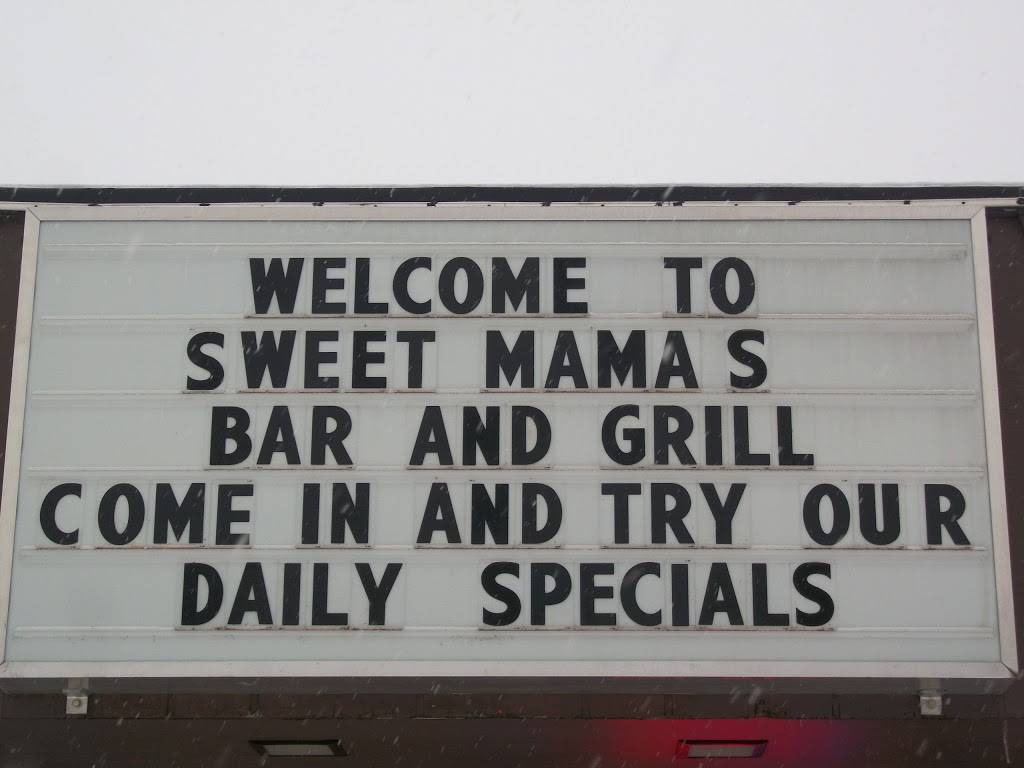 WELCOME TO
SWEET MAMA S
BAR AND GRILL
COME IN AND TRY OUR
DAILY SPECIALS